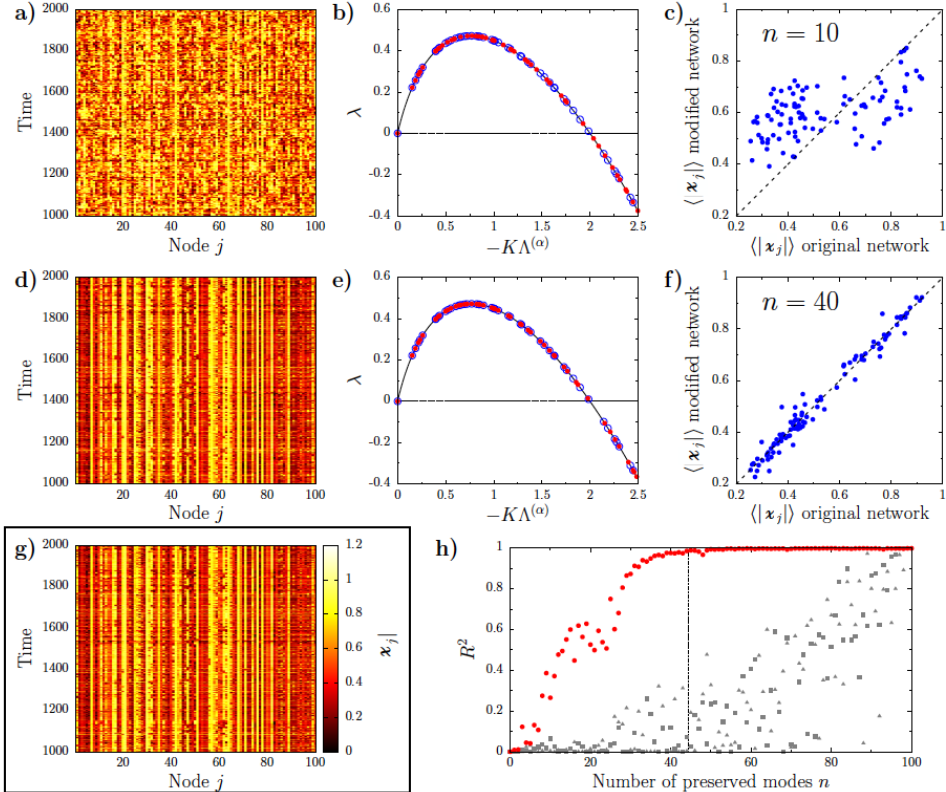 a)
2000
1800
1600
1400
1200
1000
Time
20 40 60 80 100
Node j
b)
0.6
0.4
0.2
0
-0.2
-0.4
λ
0 0.5 1 1.5 2 2.5
−KΛ^(α)
c)
n = 10
1
0.8
0.6
0.4
0.2
⟨|x_j|⟩ modified network
0.2 0.4 0.6 0.8 1
⟨|x_j|⟩ original network
d)
2000
1800
1600
1400
1200
1000
Time
20 40 60 80 100
Node j
e)
0.6
0.4
0.2
0
-0.2
-0.4
λ
0 0.5 1 1.5 2 2.5
−KΛ^(α)
f)
n = 40
1
0.8
0.6
0.4
0.2
⟨|x_j|⟩ modified network
0.2 0.4 0.6 0.8 1
⟨|x_j|⟩ original network
g)
2000
1800
1600
1400
1200
1000
Time
20 40 60 80 100
Node j
1.2
1
0.8
0.6
0.4
0.2
0
x_j|
h)
1
0.8
0.6
0.4
0.2
0
R²
0 20 40 60 80 100
Number of preserved modes n